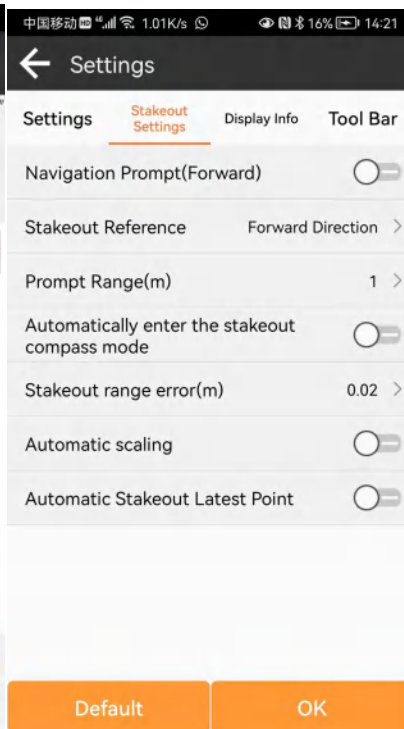 中国移动 HD 4G 1.01K/s 16% 14:21
Settings
Settings
Stakeout
Settings
Display Info
Tool Bar
Navigation Prompt(Forward)
Stakeout Reference Forward Direction >
Prompt Range(m) 1 >
Automatically enter the stakeout
compass mode
Stakeout range error(m) 0.02 >
Automatic scaling
Automatic Stakeout Latest Point
Default OK